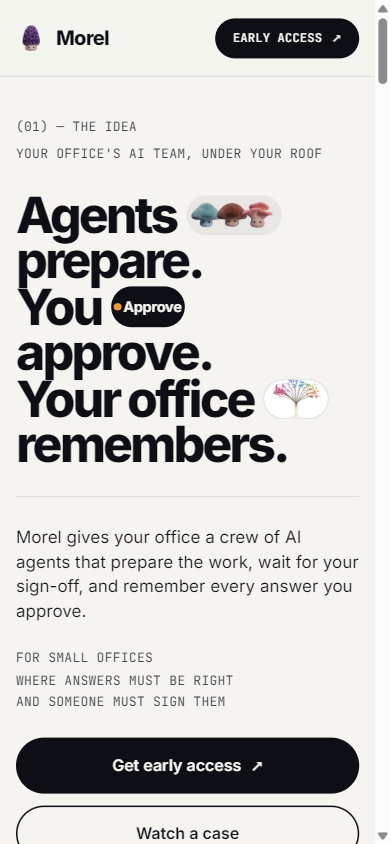 Morel
EARLY ACCESS ↗
(01) — THE IDEA
YOUR OFFICE'S AI TEAM, UNDER YOUR ROOF
Agents
prepare.
You Approve
approve.
Your office
remembers.
Morel gives your office a crew of AI
agents that prepare the work, wait for your
sign-off, and remember every answer you
approve.
FOR SMALL OFFICES
WHERE ANSWERS MUST BE RIGHT
AND SOMEONE MUST SIGN THEM
Get early access ↗
Watch a case